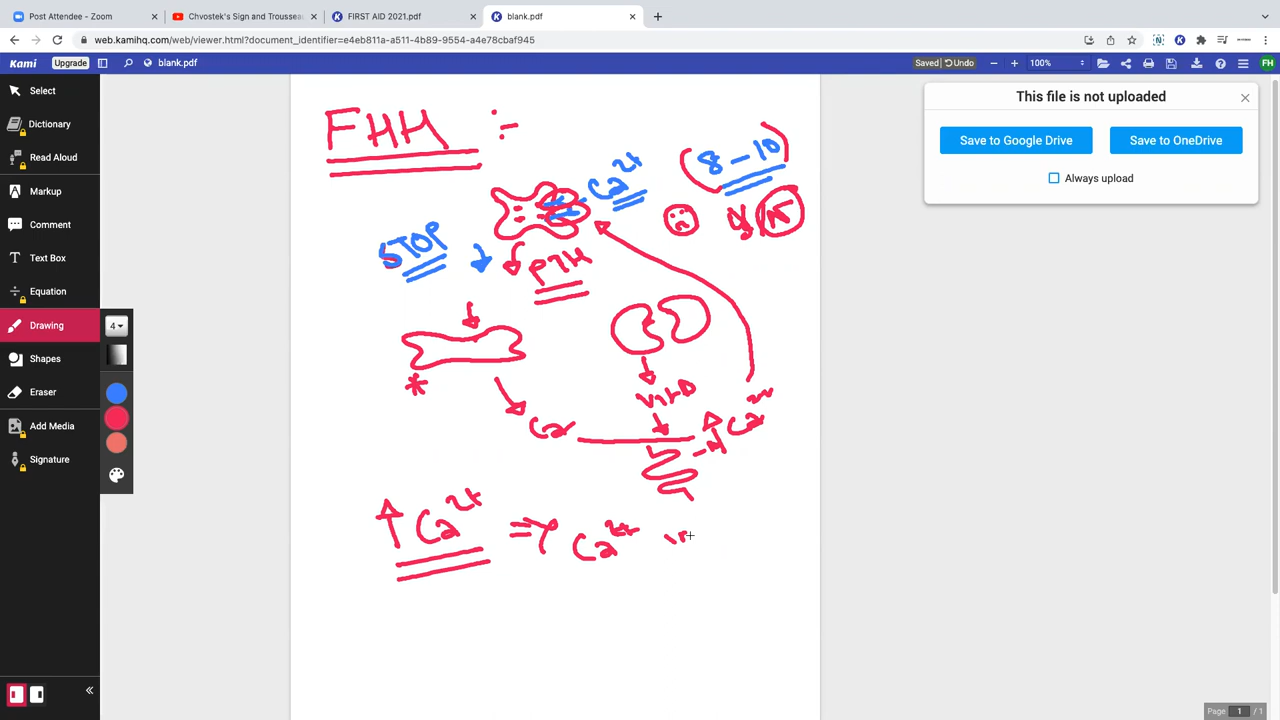 Post Attendee - Zoom
Chvostek's Sign and Trousseau
FIRST AID 2021.pdf
blank.pdf
web.kamihq.com/web/viewer.html?document_identifier=e4eb811a-a511-4b89-9554-a4e78cbaf945
Kami
Upgrade
blank.pdf
Saved
Undo
100%
FH
Select
Dictionary
Read Aloud
Markup
Comment
Text Box
Equation
Drawing
Shapes
Eraser
Add Media
Signature
4
This file is not uploaded
Save to Google Drive
Save to OneDrive
Always upload
FHH :-
Ca2+
(8-10)
STOP
PTH
Vit D
Ca
Ca2+
Ca2+ => Ca2+
Page: 1 / 1